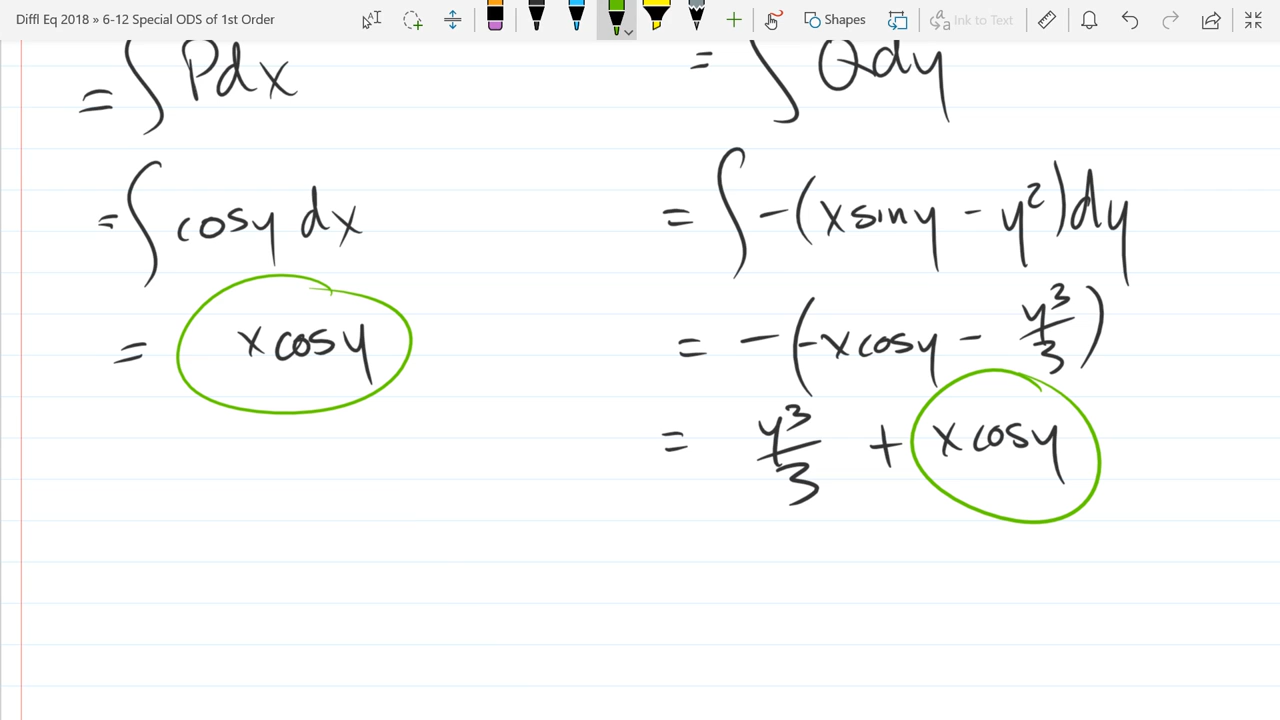 Diffl Eq 2018 » 6-12 Special ODS of 1st Order
Shapes
Ink to Text
= ∫ Pdx
= ∫ Qdy
= ∫ cosy dx
= ∫ -(xsiny - y²)dy
= xcosy
= -(-xcosy - y³/3)
= y³/3 + xcosy